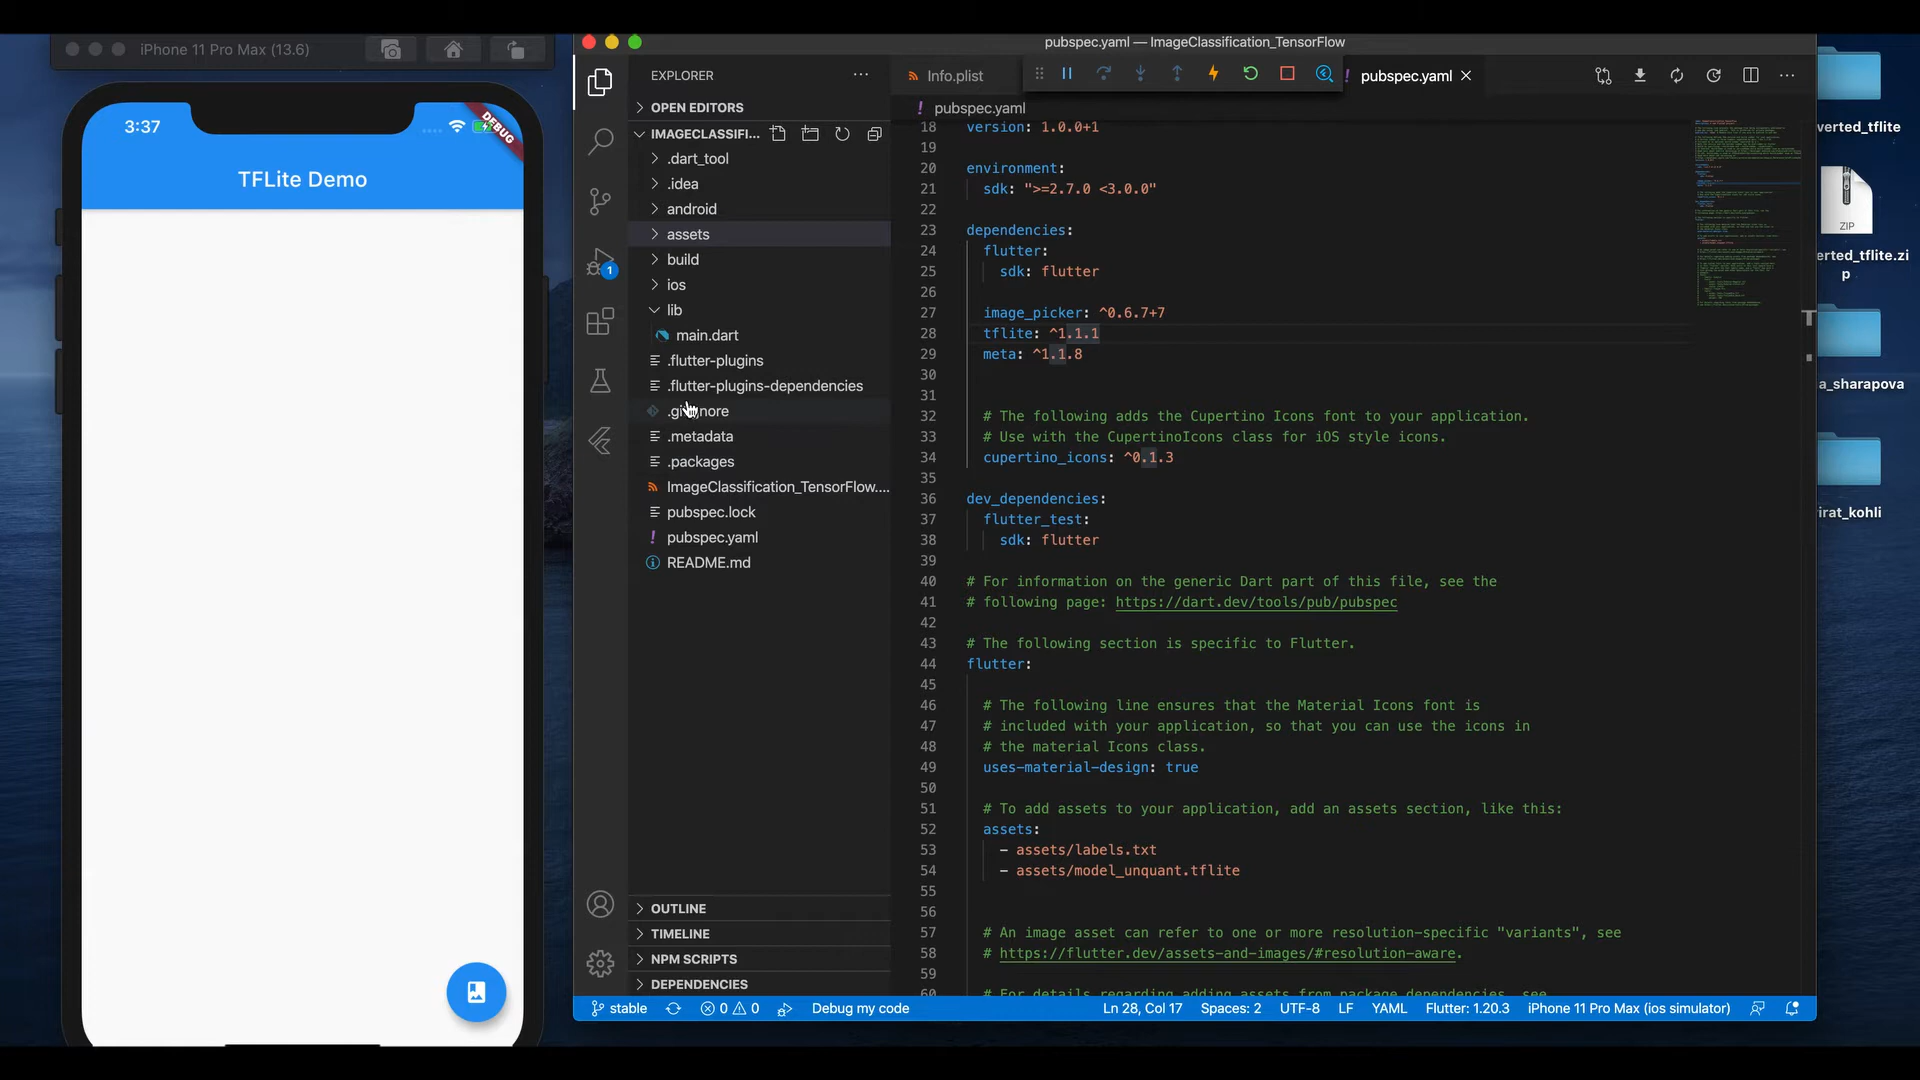 iPhone 11 Pro Max (13.6)
3:37
DEBUG
TFLite Demo
pubspec.yaml — ImageClassification_TensorFlow
EXPLORER
OPEN EDITORS
IMAGECLASSIFI...
.dart_tool
.idea
android
assets
build
ios
lib
main.dart
.flutter-plugins
.flutter-plugins-dependencies
.gitignore
.metadata
.packages
ImageClassification_TensorFlow....
pubspec.lock
! pubspec.yaml
README.md
OUTLINE
TIMELINE
NPM SCRIPTS
DEPENDENCIES
1
Info.plist
! pubspec.yaml
! pubspec.yaml
18 version: 1.0.0+1
19
20 environment:
21 sdk: ">=2.7.0 <3.0.0"
22
23 dependencies:
24 flutter:
25 sdk: flutter
26
27 image_picker: ^0.6.7+7
28 tflite: ^1.1.1
29 meta: ^1.1.8
30
31
32 # The following adds the Cupertino Icons font to your application.
33 # Use with the CupertinoIcons class for iOS style icons.
34 cupertino_icons: ^0.1.3
35
36 dev_dependencies:
37 flutter_test:
38 sdk: flutter
39
40 # For information on the generic Dart part of this file, see the
41 # following page: https://dart.dev/tools/pub/pubspec
42
43 # The following section is specific to Flutter.
44 flutter:
45
46 # The following line ensures that the Material Icons font is
47 # included with your application, so that you can use the icons in
48 # the material Icons class.
49 uses-material-design: true
50
51 # To add assets to your application, add an assets section, like this:
52 assets:
53 - assets/labels.txt
54 - assets/model_unquant.tflite
55
56
57 # An image asset can refer to one or more resolution-specific "variants", see
58 # https://flutter.dev/assets-and-images/#resolution-aware.
59
60 # For details regarding adding assets from package dependencies, see
stable
0
0
Debug my code
Ln 28, Col 17
Spaces: 2
UTF-8
LF
YAML
Flutter: 1.20.3
iPhone 11 Pro Max (ios simulator)
verted_tflite
ZIP
erted_tflite.zi
p
a_sharapova
irat_kohli